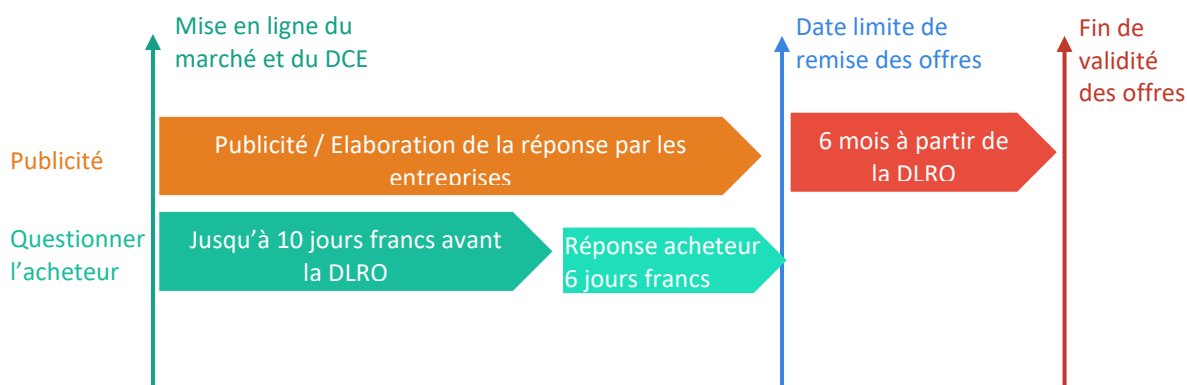 Mise en ligne du
marché et du DCE
Date limite de
remise des offres
Fin de
validité
des offres
Publicité
Publicité / Elaboration de la réponse par les
entreprises
6 mois à partir de
la DLRO
Questionner
l’acheteur
Jusqu’à 10 jours francs avant
la DLRO
Réponse acheteur
6 jours francs